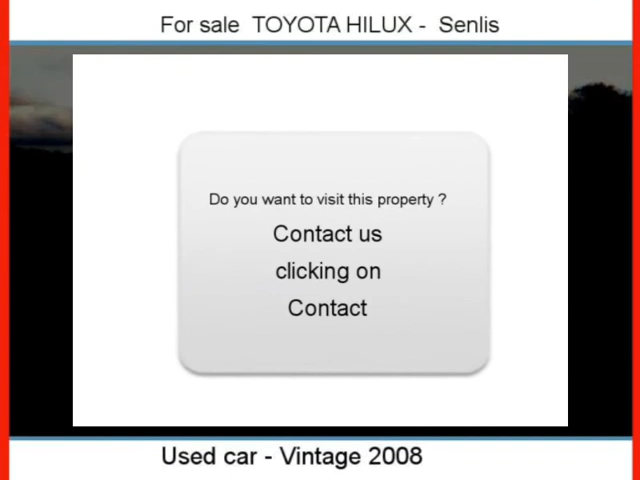 For sale TOYOTA HILUX - Senlis
Do you want to visit this property ?
Contact us
clicking on
Contact
Used car - Vintage 2008